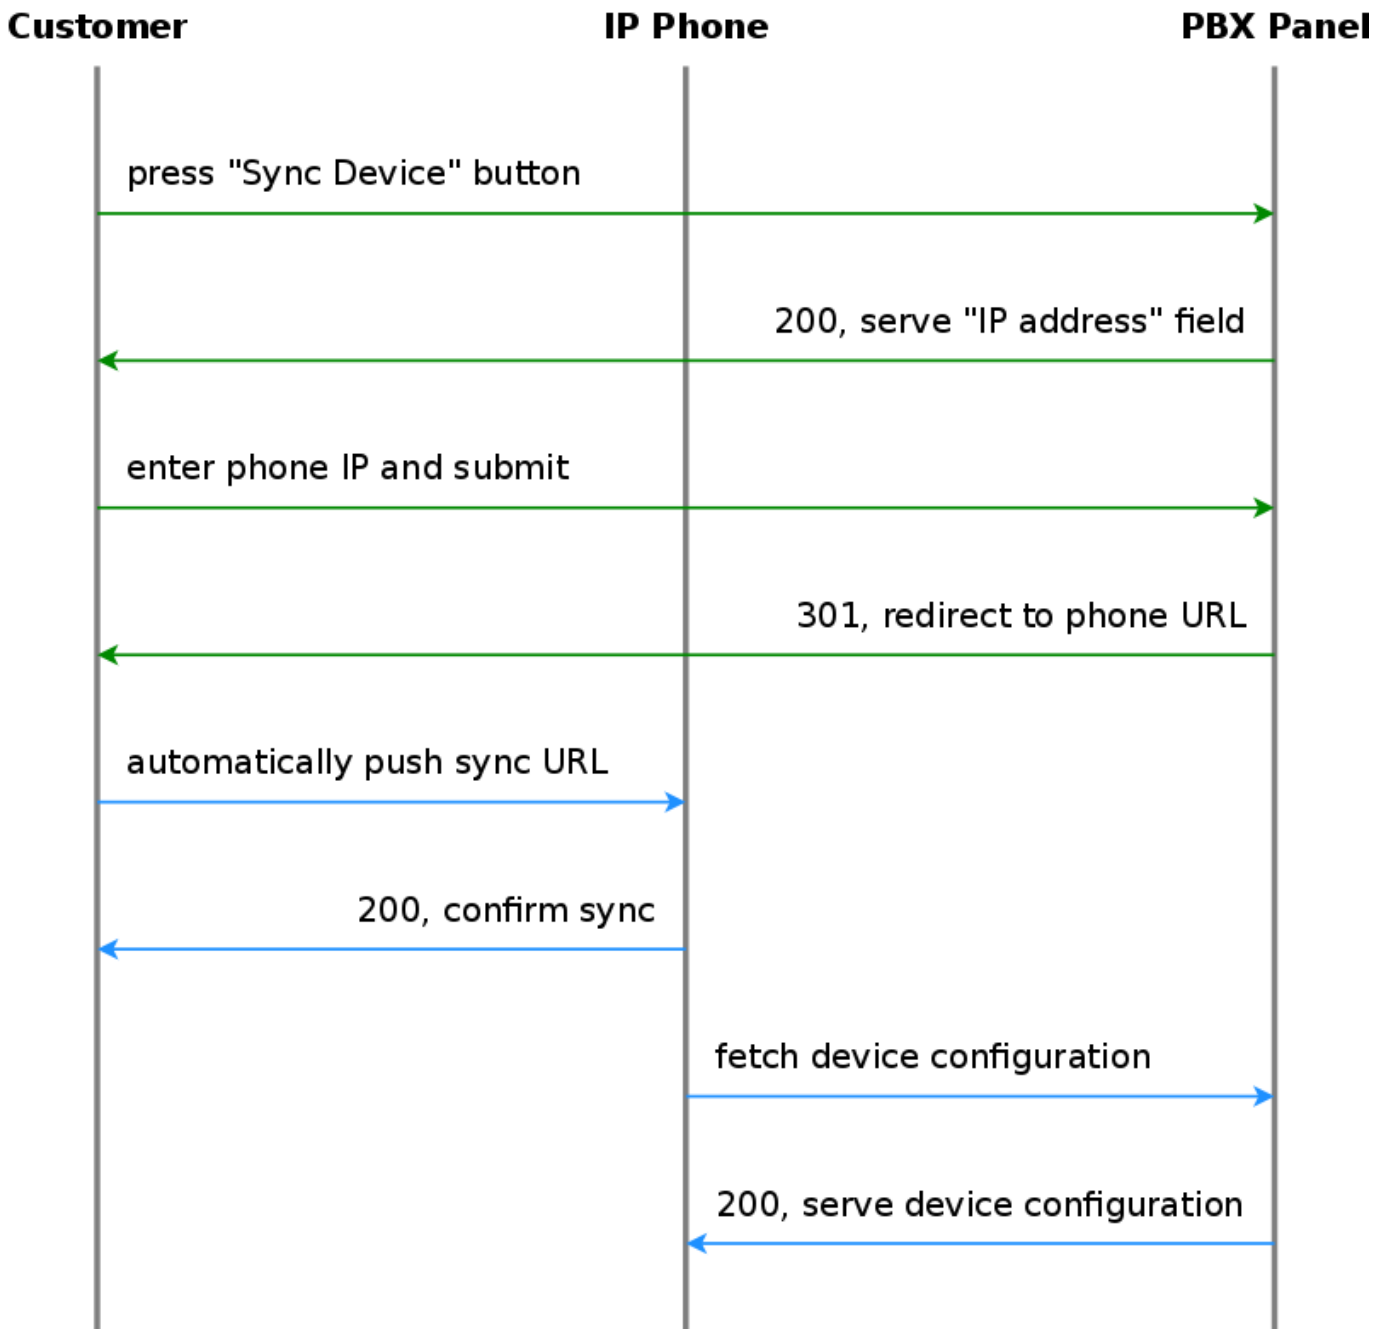 Customer IP Phone PBX Panel
press "Sync Device" button
200, serve "IP address" field
enter phone IP and submit
301, redirect to phone URL
automatically push sync URL
200, confirm sync
fetch device configuration
200, serve device configuration